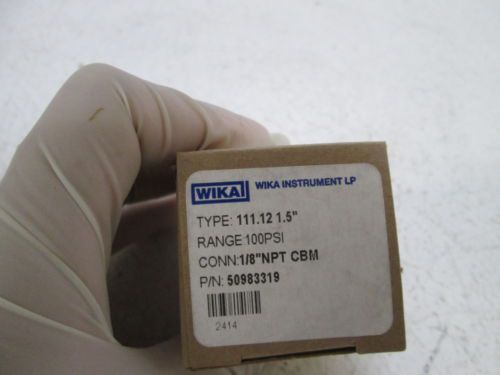 WIKA WIKA INSTRUMENT LP
TYPE: 111.12 1.5"
RANGE:100PSI
CONN:1/8"NPT CBM
P/N: 50983319
2414